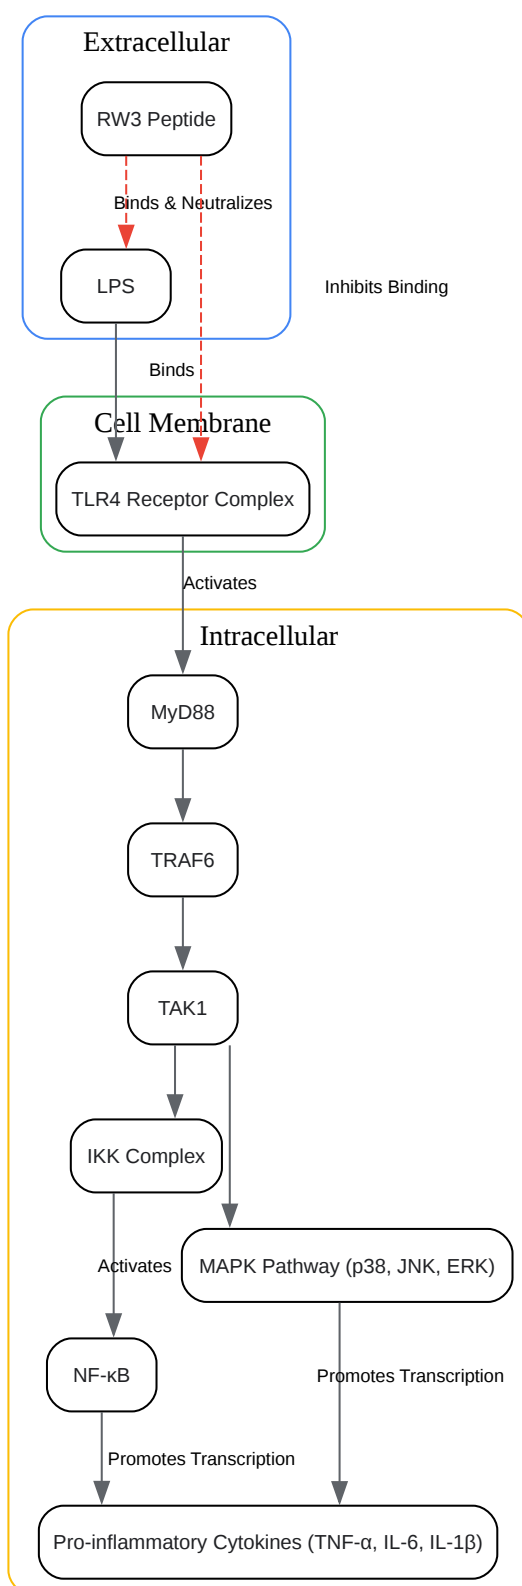 Extracellular
RW3 Peptide
Binds & Neutralizes
LPS
Inhibits Binding
Binds
Cell Membrane
TLR4 Receptor Complex
Activates
Intracellular
MyD88
TRAF6
TAK1
IKK Complex
Activates
MAPK Pathway (p38, JNK, ERK)
NF-κB
Promotes Transcription
Promotes Transcription
Pro-inflammatory Cytokines (TNF-α, IL-6, IL-1β)